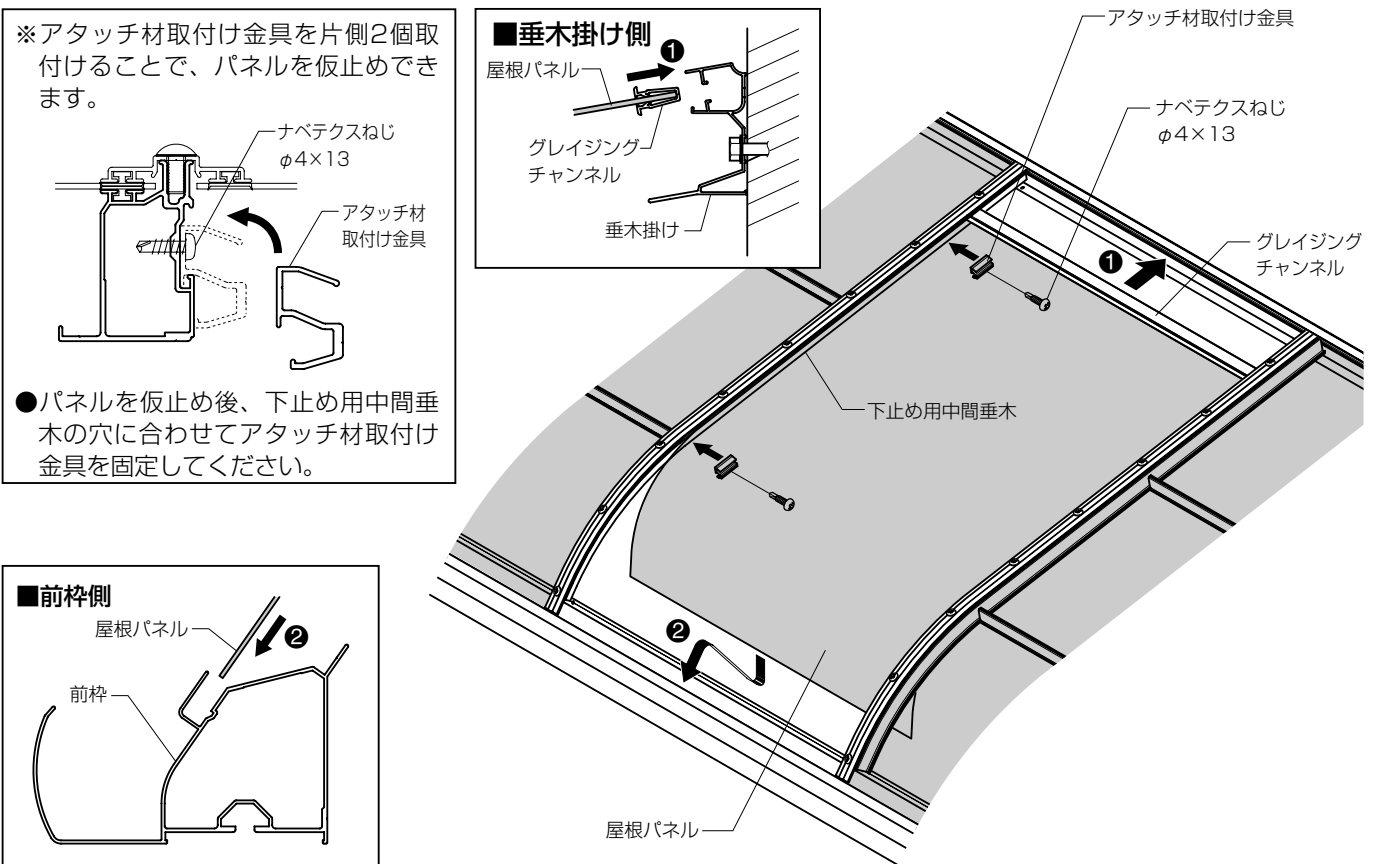 ※アタッチ材取付け金具を片側2個取
付けることで、パネルを仮止めでき
ます。
ナベテクスねじ
φ4×13
アタッチ材
取付け金具
●パネルを仮止め後、下止め用中間垂
木の穴に合わせてアタッチ材取付け
金具を固定してください。
■垂木掛け側
❶
屋根パネル
グレイジング
チャンネル
垂木掛け
アタッチ材取付け金具
ナベテクスねじ
φ4×13
グレイジング
チャンネル
❶
下止め用中間垂木
❷
屋根パネル
■前枠側
屋根パネル
❷
前枠